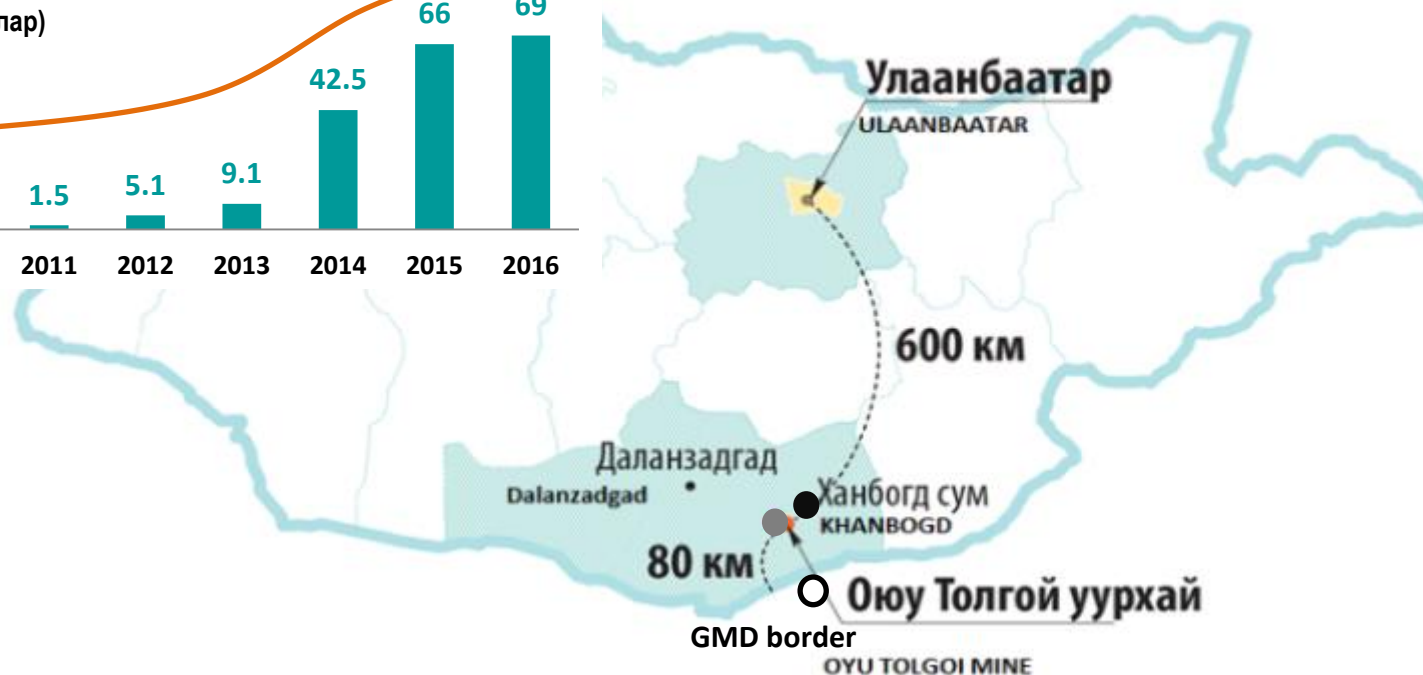 лар)
66
69
42.5
1.5
5.1
9.1
2011 2012 2013 2014 2015 2016
Улаанбаатар
ULAANBAATAR
600 км
Даланзадгад
Dalanzadgad
Ханбогд сум
KHANBOGD
80 км
Оюу Толгой уурхай
GMD border
OYU TOLGOI MINE